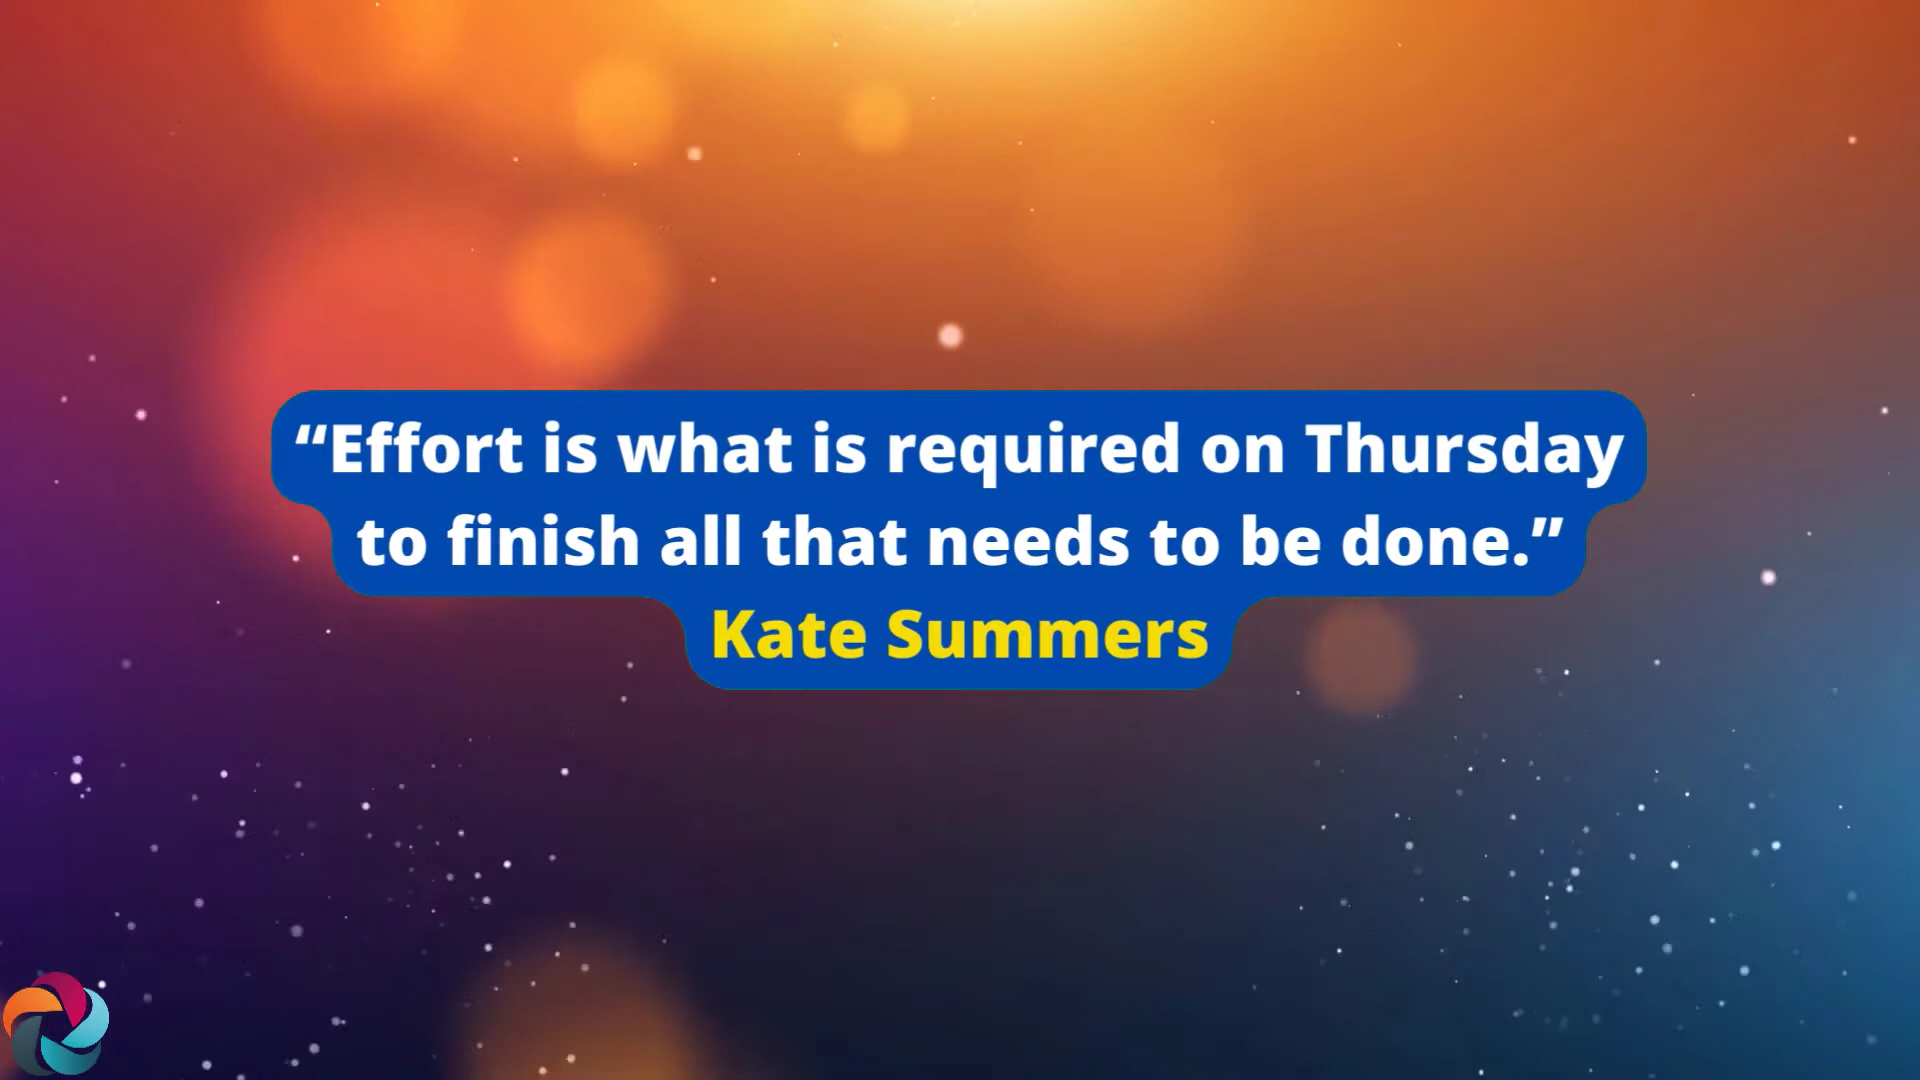 “Effort is what is required on Thursday
to finish all that needs to be done.”
Kate Summers